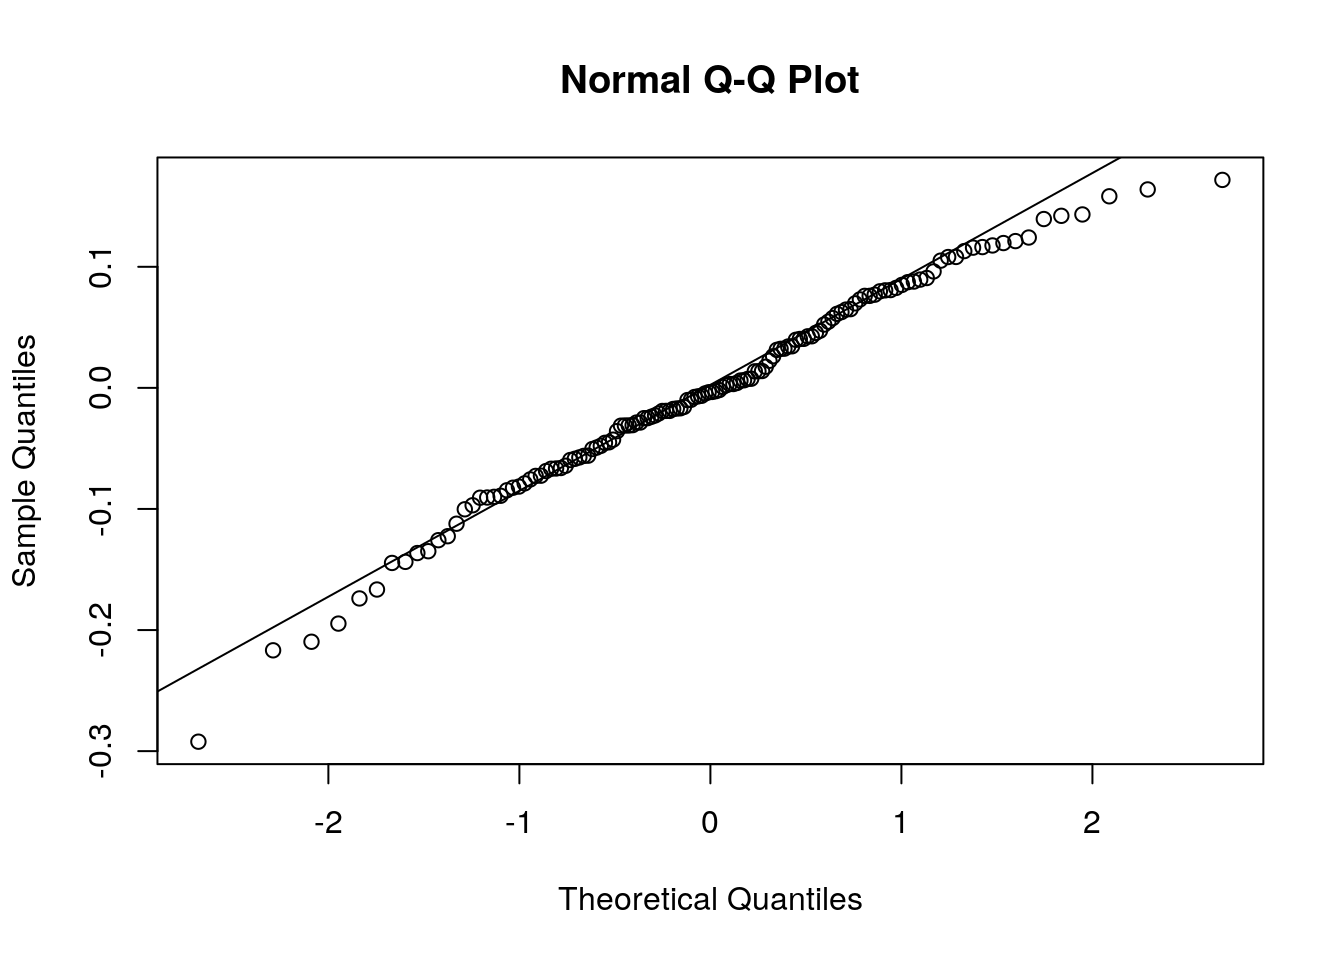 Normal Q-Q Plot
Sample Quantiles
0.1
0.0
-0.1
-0.2
-0.3
-2 -1 0 1 2
Theoretical Quantiles